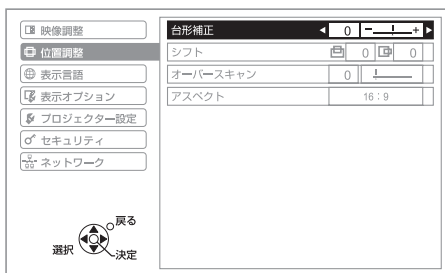 映像調整
位置調整
表示言語
表示オプション
プロジェクター設定
セキュリティ
ネットワーク
戻る
選択
決定
台形補正 0 - +
シフト 0 0
オーバースキャン 0
アスペクト 16:9